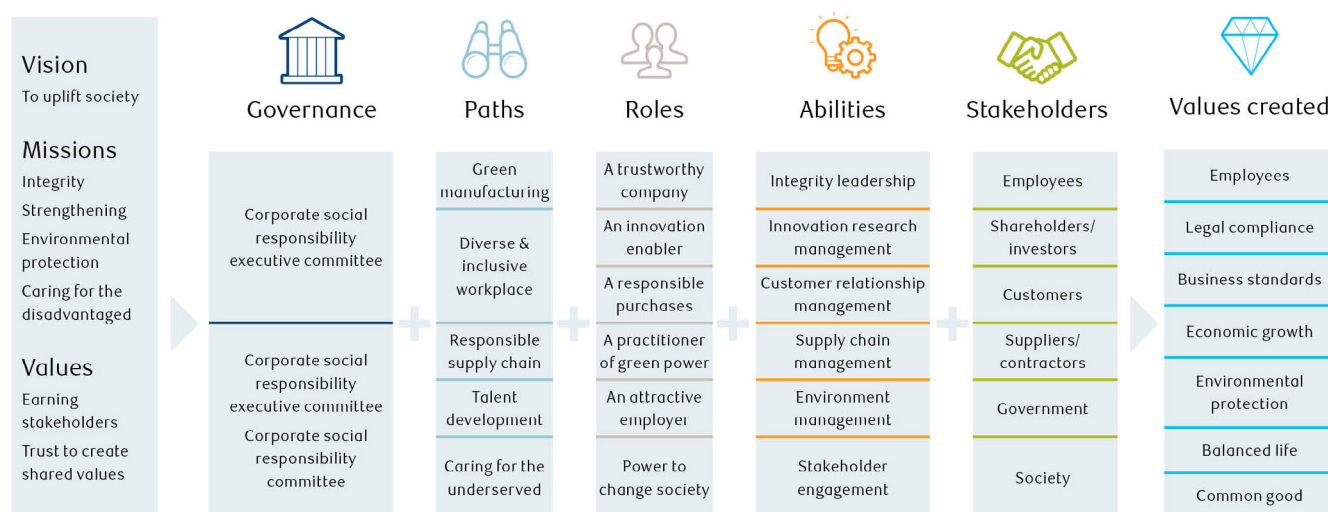 Vision
To uplift society
Missions
Integrity
Strengthening
Environmental
protection
Caring for the
disadvantaged
Values
Earning
stakeholders
Trust to create
shared values
Governance
Corporate social
responsibility
executive committee
Corporate social
responsibility
executive committee
Corporate social
responsibility
committee
Paths
Green
manufacturing
Diverse &
inclusive
workplace
Responsible
supply chain
Talent
development
Caring for the
underserved
Roles
A trustworthy
company
An innovation
enabler
A responsible
purchases
A practitioner
of green power
An attractive
employer
Power to
change society
Abilities
Integrity leadership
Innovation research
management
Customer relationship
management
Supply chain
management
Environment
management
Stakeholder
engagement
Stakeholders
Employees
Shareholders/
investors
Customers
Suppliers/
contractors
Government
Society
Values created
Employees
Legal compliance
Business standards
Economic growth
Environmental
protection
Balanced life
Common good